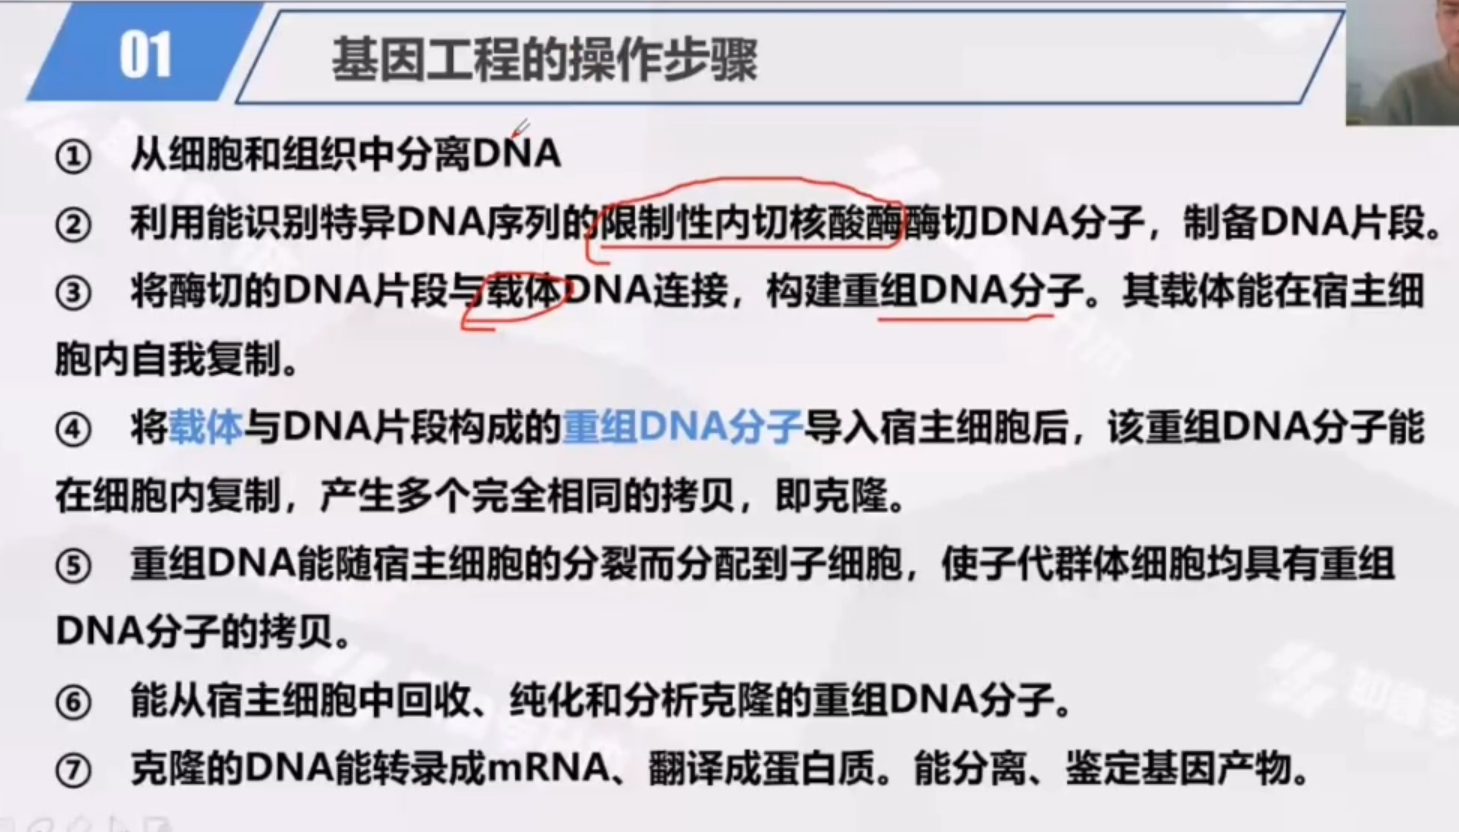 01
基因工程的操作步骤
① 从细胞和组织中分离DNA
② 利用能识别特异DNA序列的限制性内切核酸酶酶切DNA分子，制备DNA片段。
③ 将酶切的DNA片段与载体DNA连接，构建重组DNA分子。其载体能在宿主细
胞内自我复制。
④ 将载体与DNA片段构成的重组DNA分子导入宿主细胞后，该重组DNA分子能
在细胞内复制，产生多个完全相同的拷贝，即克隆。
⑤ 重组DNA能随宿主细胞的分裂而分配到子细胞，使子代群体细胞均具有重组
DNA分子的拷贝。
⑥ 能从宿主细胞中回收、纯化和分析克隆的重组DNA分子。
⑦ 克隆的DNA能转录成mRNA、翻译成蛋白质。能分离、鉴定基因产物。